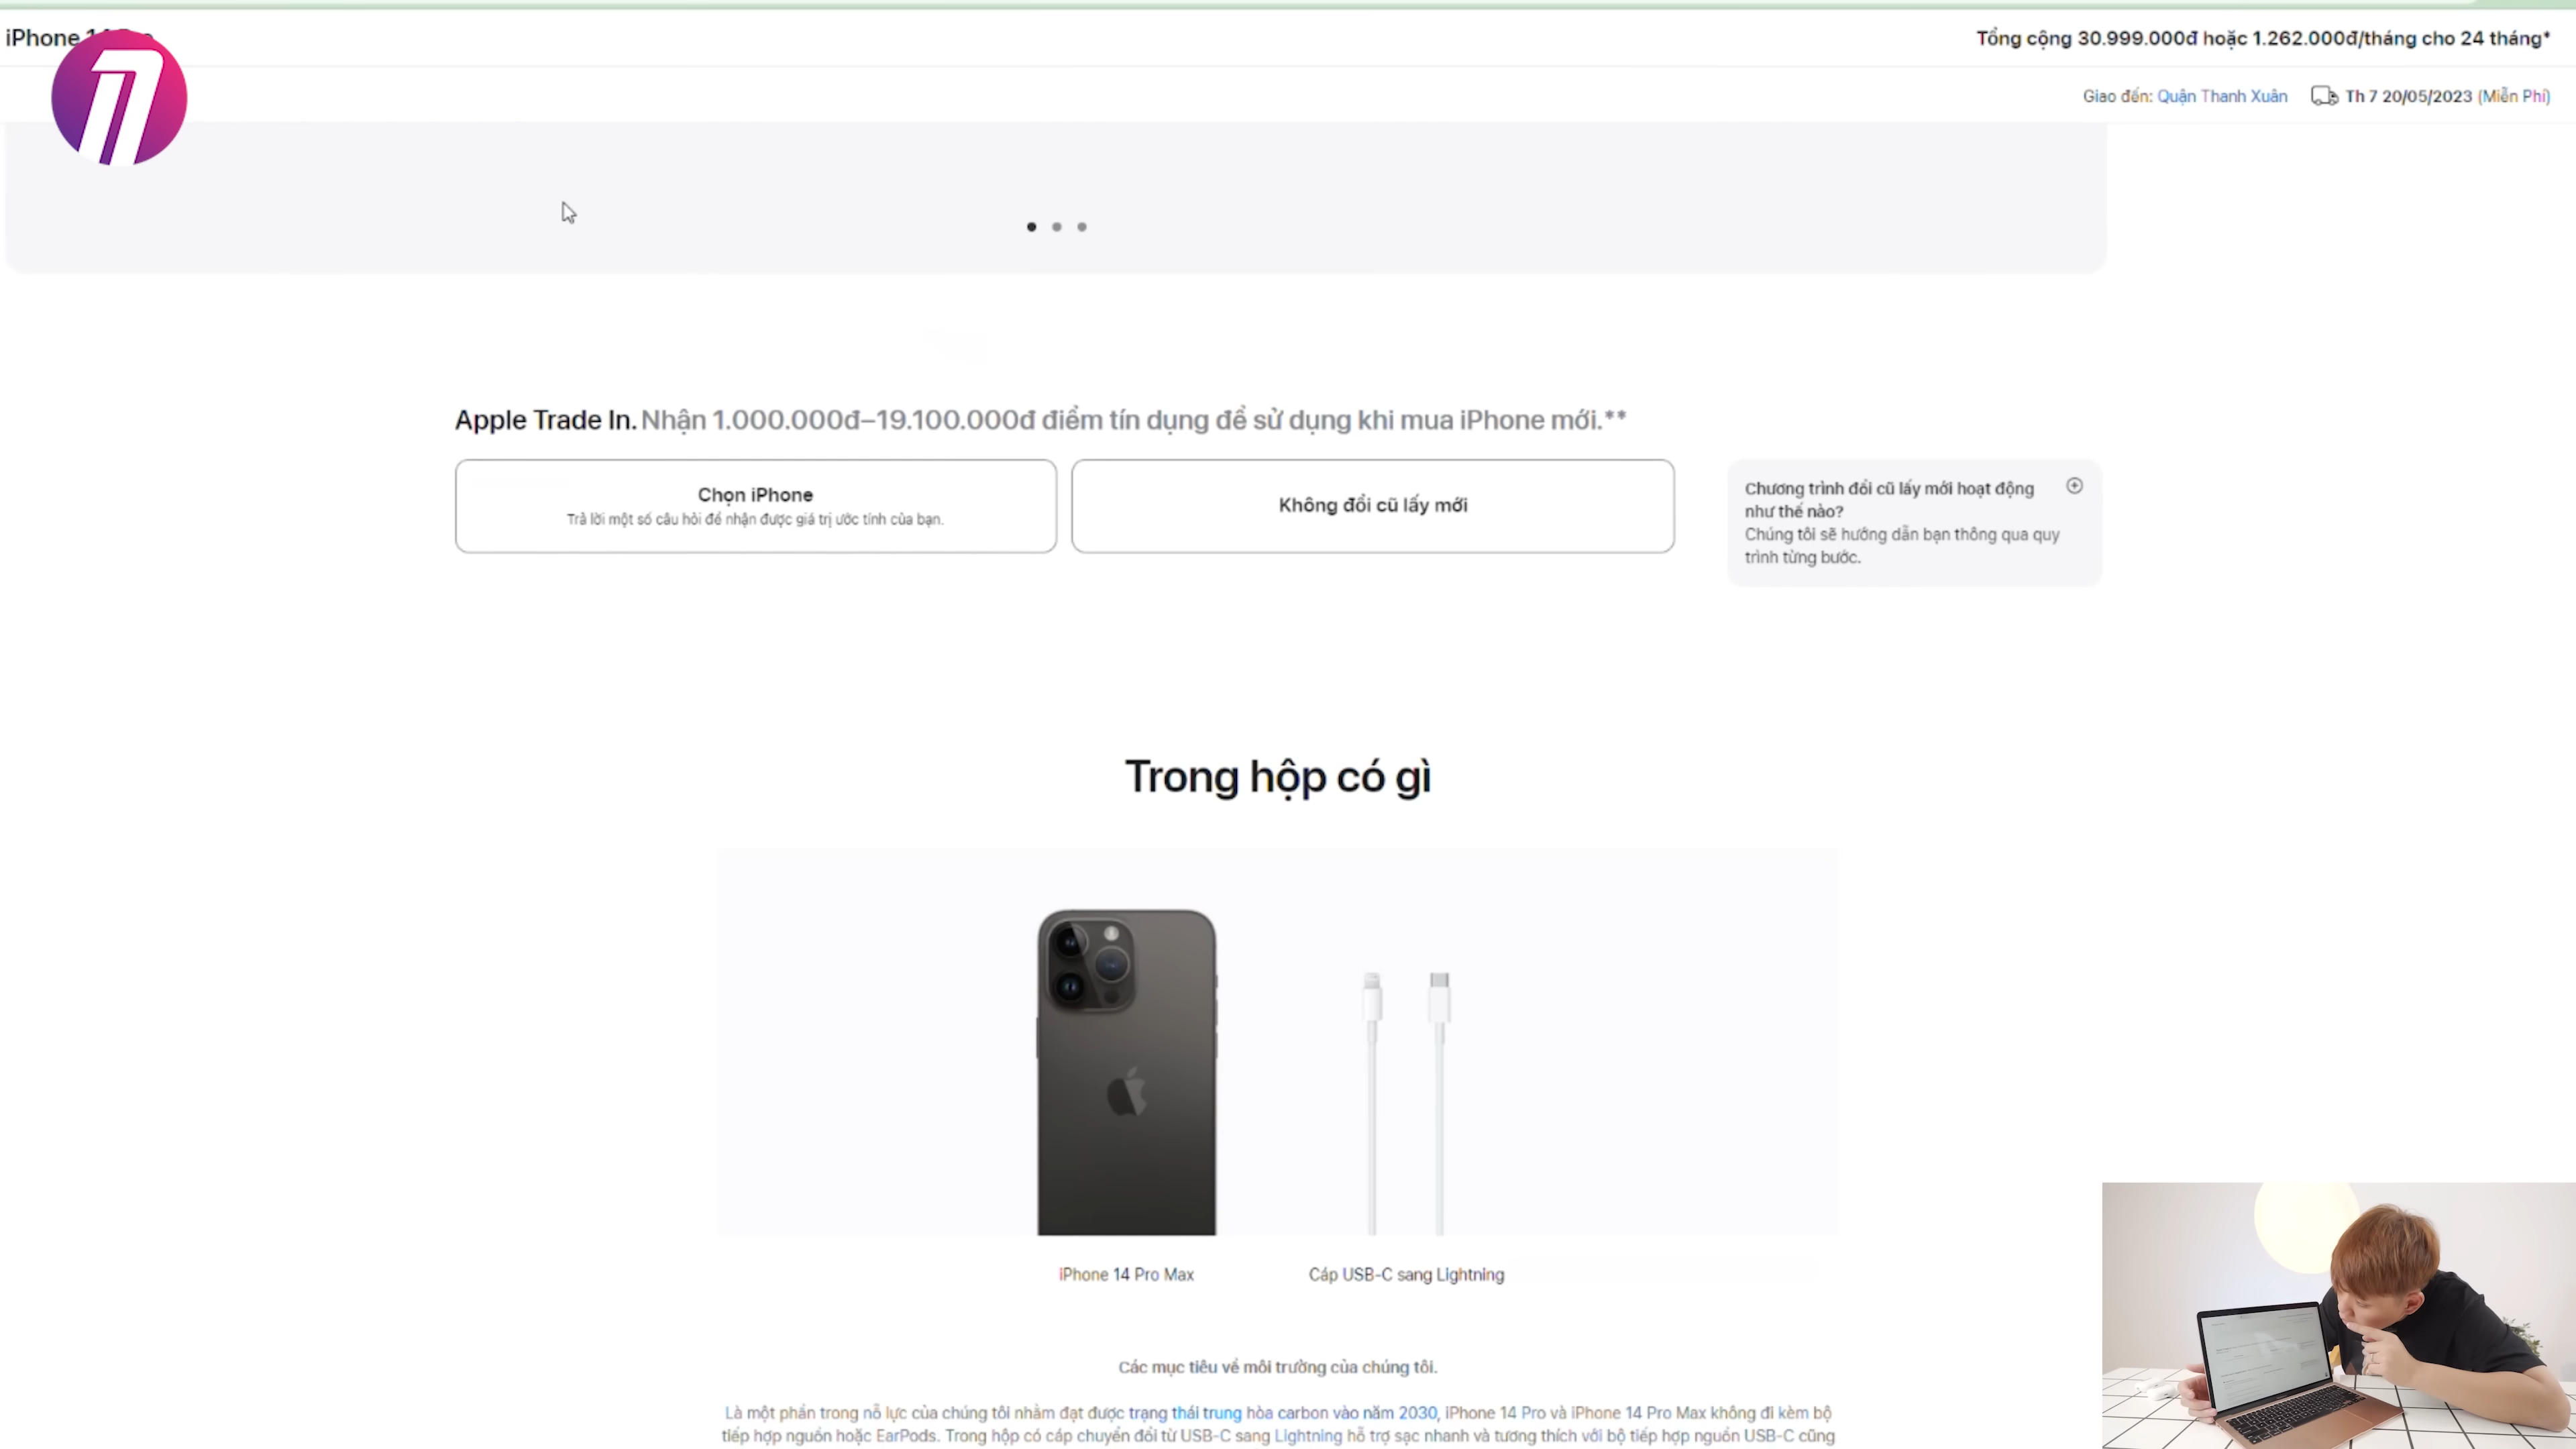 iPhone 14 Pro
Tổng cộng 30.999.000đ hoặc 1.262.000đ/tháng cho 24 tháng*
Giao đến: Quận Thanh Xuân
Th 7 20/05/2023 (Miễn Phí)
Apple Trade In. Nhận 1.000.000đ–19.100.000đ điểm tín dụng để sử dụng khi mua iPhone mới.**
Chọn iPhone
Trả lời một số câu hỏi để nhận được giá trị ước tính của bạn.
Không đổi cũ lấy mới
Chương trình đổi cũ lấy mới hoạt động
như thế nào?
Chúng tôi sẽ hướng dẫn bạn thông qua quy
trình từng bước.
Trong hộp có gì
iPhone 14 Pro Max
Cáp USB-C sang Lightning
Các mục tiêu về môi trường của chúng tôi.
Là một phần trong nỗ lực của chúng tôi nhằm đạt được trạng thái trung hòa carbon vào năm 2030, iPhone 14 Pro và iPhone 14 Pro Max không đi kèm bộ
tiếp hợp nguồn hoặc EarPods. Trong hộp có cáp chuyển đổi từ USB-C sang Lightning hỗ trợ sạc nhanh và tương thích với bộ tiếp hợp nguồn USB-C cũng